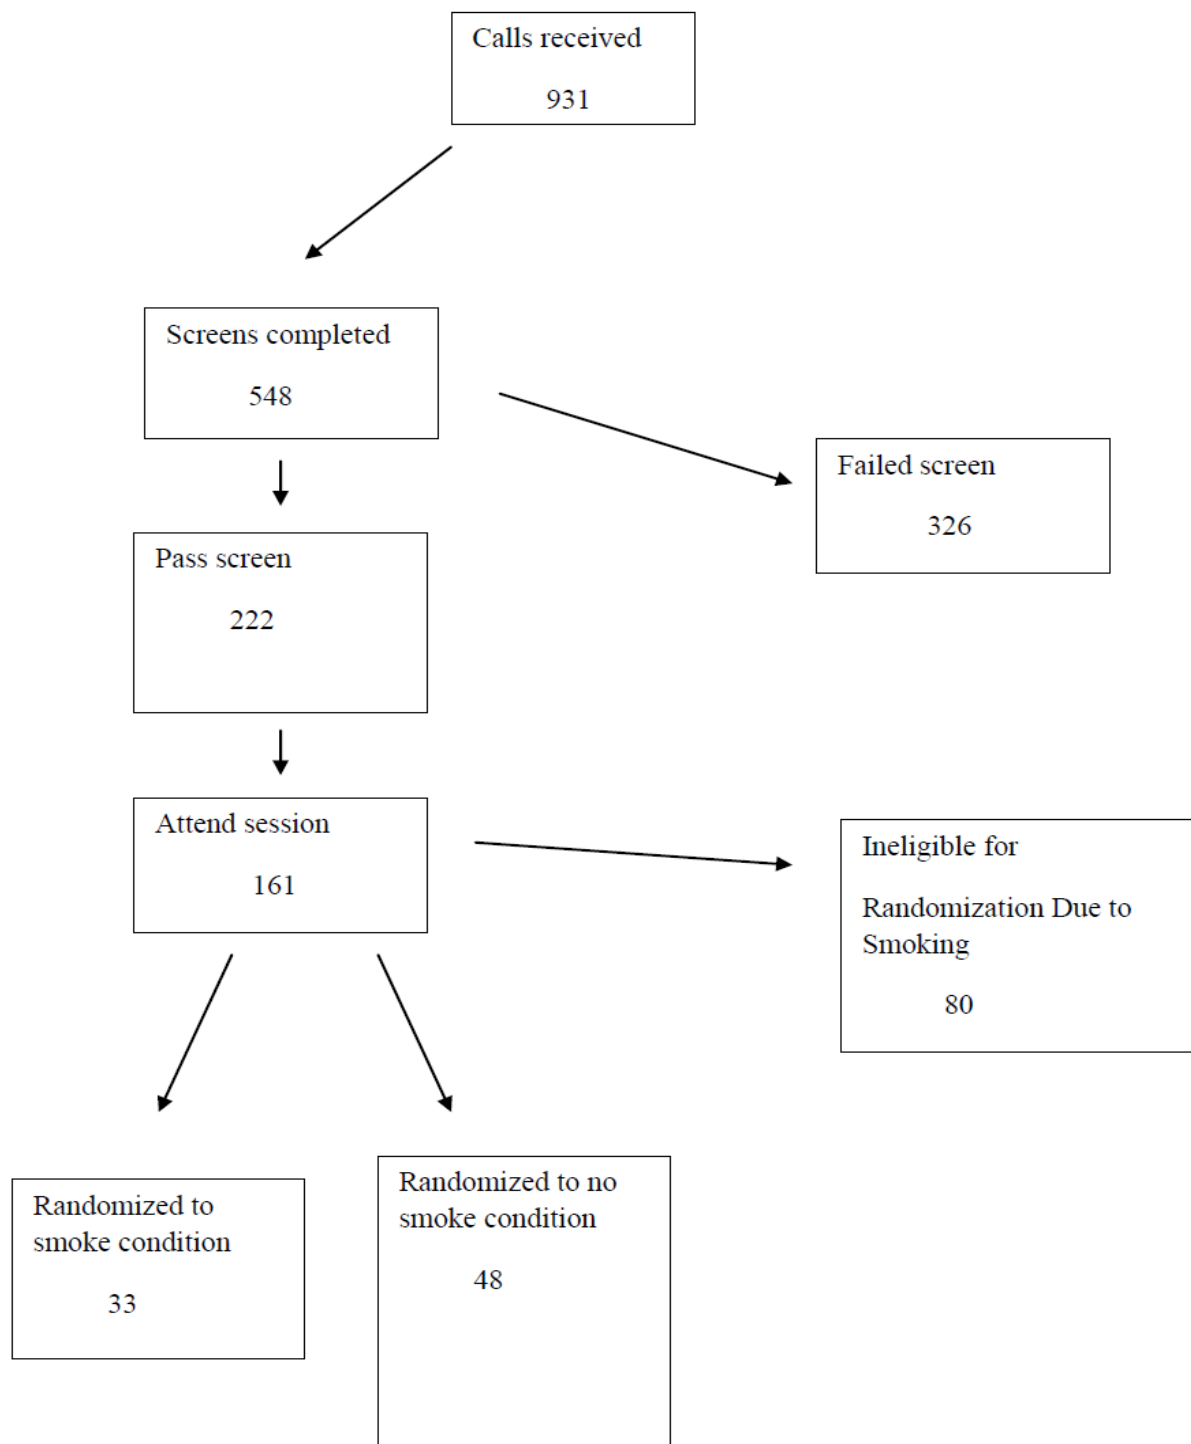 Calls received
931
Screens completed
548
Failed screen
326
Pass screen
222
Attend session
161
Ineligible for
Randomization Due to
Smoking
80
Randomized to
smoke condition
33
Randomized to no
smoke condition
48